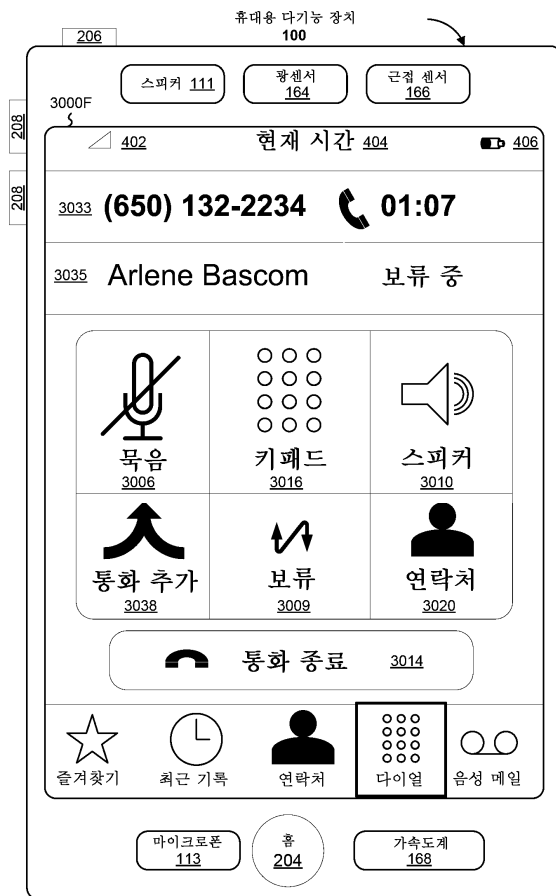 휴대용 다기능 장치
100
206
스피커 111
광센서
164
근접 센서
166
3000F
208
208
402
현재 시간 404
406
3033 (650) 132-2234 01:07
3035 Arlene Bascom 보류 중
묵음
3006
키패드
3016
스피커
3010
통화 추가
3038
보류
3009
연락처
3020
통화 종료 3014
즐겨찾기
최근 기록
연락처
다이얼
음성 메일
마이크로폰
113
홈
204
가속도계
168